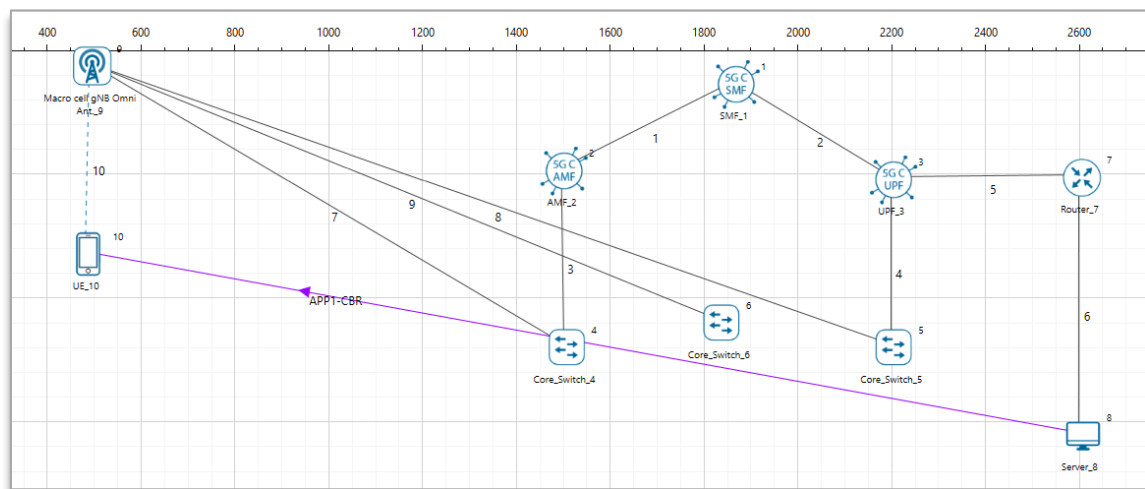 400 600 800 1000 1200 1400 1600 1800 2000 2200 2400 2600
Macro cell gNB Omni
Ant_9
1
5G C
SMF
SMF_1
1
2
2
5G C
AMF
AMF_2
3
5G C
UPF
UPF_3
5
7
Router_7
10
7
9
8
3
4
10
UE_10
APP1-CBR
6
4
Core_Switch_4
6
Core_Switch_6
5
Core_Switch_5
8
Server_8